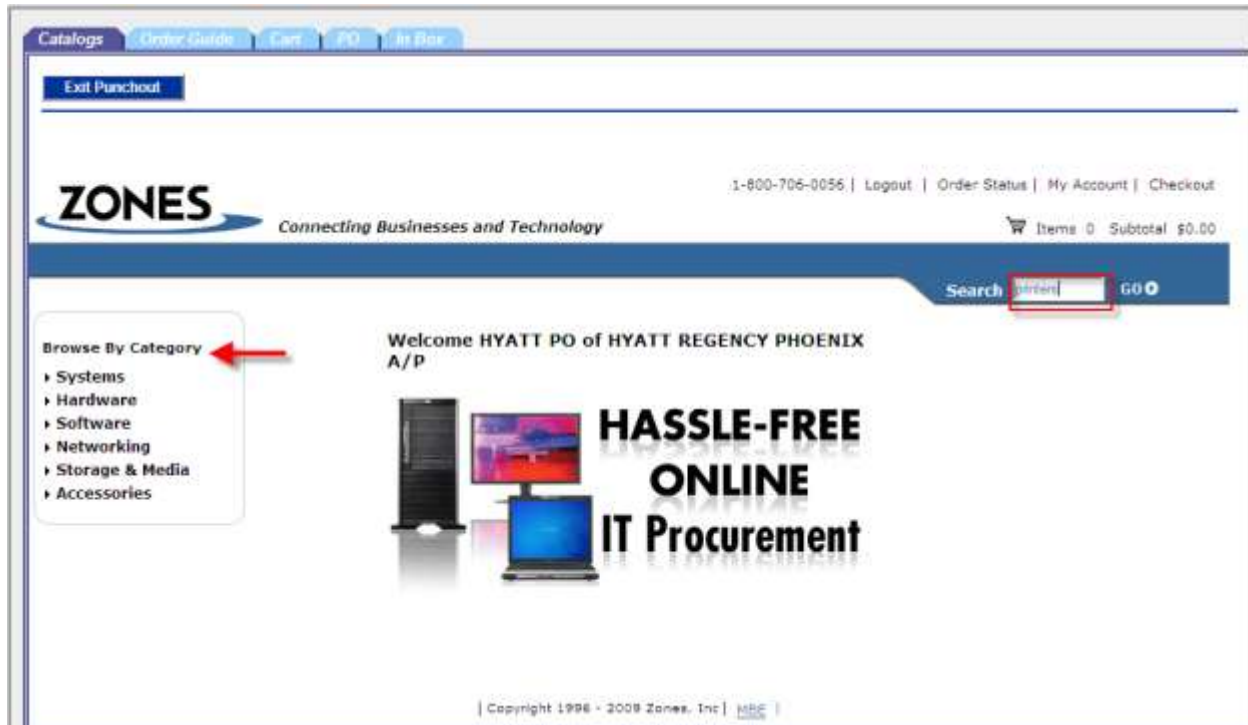 Catalogs Order Guide Cart PO In Box
Exit Punchout
1-800-706-0056 | Logout | Order Status | My Account | Checkout
ZONES
Connecting Businesses and Technology
Items 0 Subtotal $0.00
Search printers GO
Browse By Category
Systems
Hardware
Software
Networking
Storage & Media
Accessories
Welcome HYATT PO of HYATT REGENCY PHOENIX
A/P
HASSLE-FREE
ONLINE
IT Procurement
| Copyright 1996 - 2009 Zones, Inc | MBE |